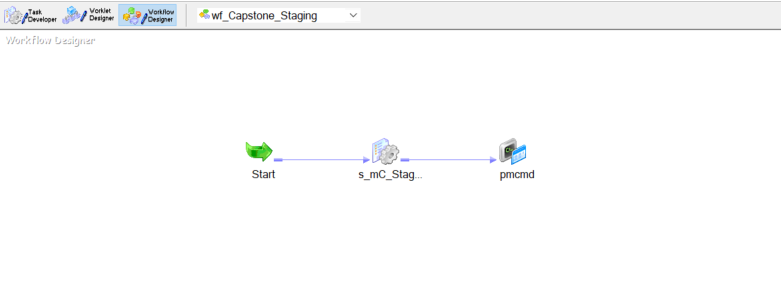 Task
Developer
Worklet
Designer
Workflow
Designer
wf_Capstone_Staging
Workflow Designer
Start
s_mC_Stag...
pmcmd